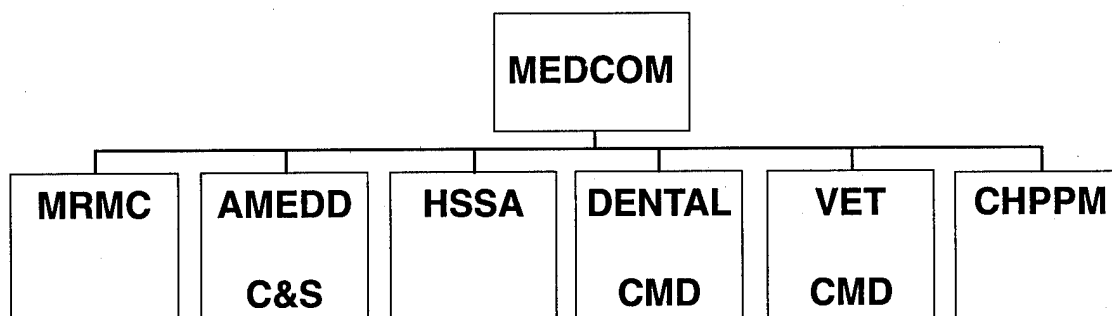 MEDCOM
MRMC
AMEDD
C&S
HSSA
DENTAL
CMD
VET
CMD
CHPPM